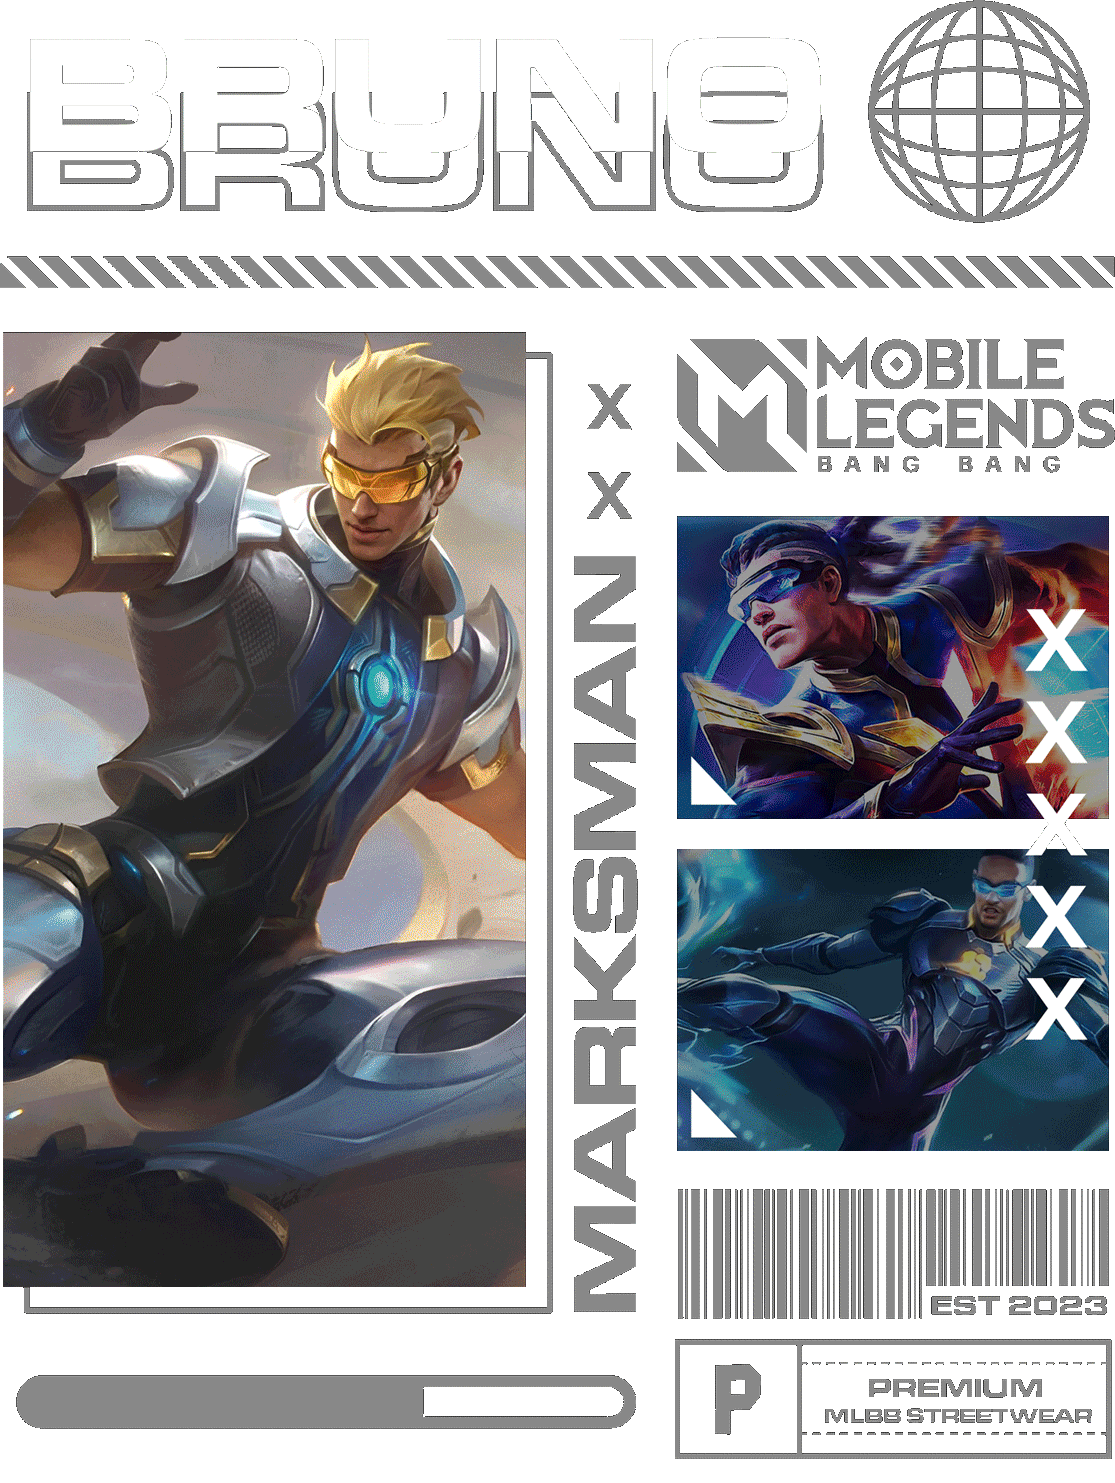 BRUNO
BRUNO
MOBILE
LEGENDS
BANG BANG
MARKSMAN X X
X
X
X
X
X
EST 2023
P
PREMIUM
MLBB STREETWEAR